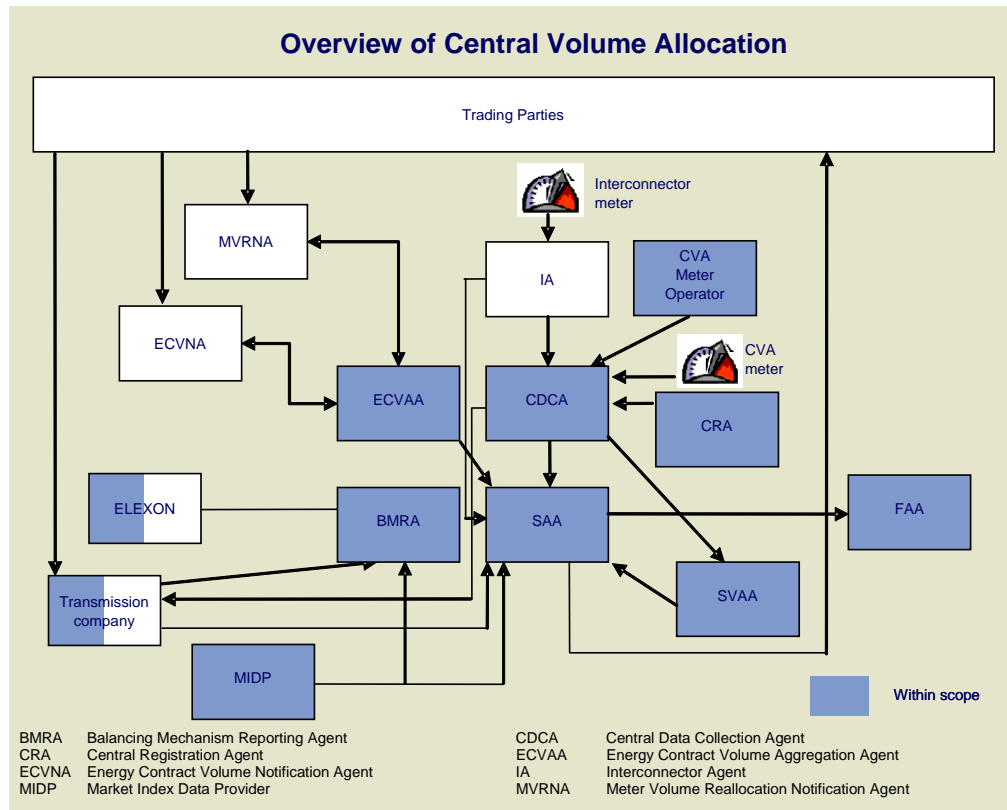 Overview of Central Volume Allocation
Trading Parties
Interconnector
meter
MVRNA
IA
CVA
Meter
Operator
ECVNA
CVA
meter
ECVAA
CDCA
CRA
ELEXON
BMRA
SAA
FAA
Transmission
company
SVAA
MIDP
Within scope
BMRA Balancing Mechanism Reporting Agent
CRA Central Registration Agent
ECVNA Energy Contract Volume Notification Agent
MIDP Market Index Data Provider
CDCA Central Data Collection Agent
ECVAA Energy Contract Volume Aggregation Agent
IA Interconnector Agent
MVRNA Meter Volume Reallocation Notification Agent